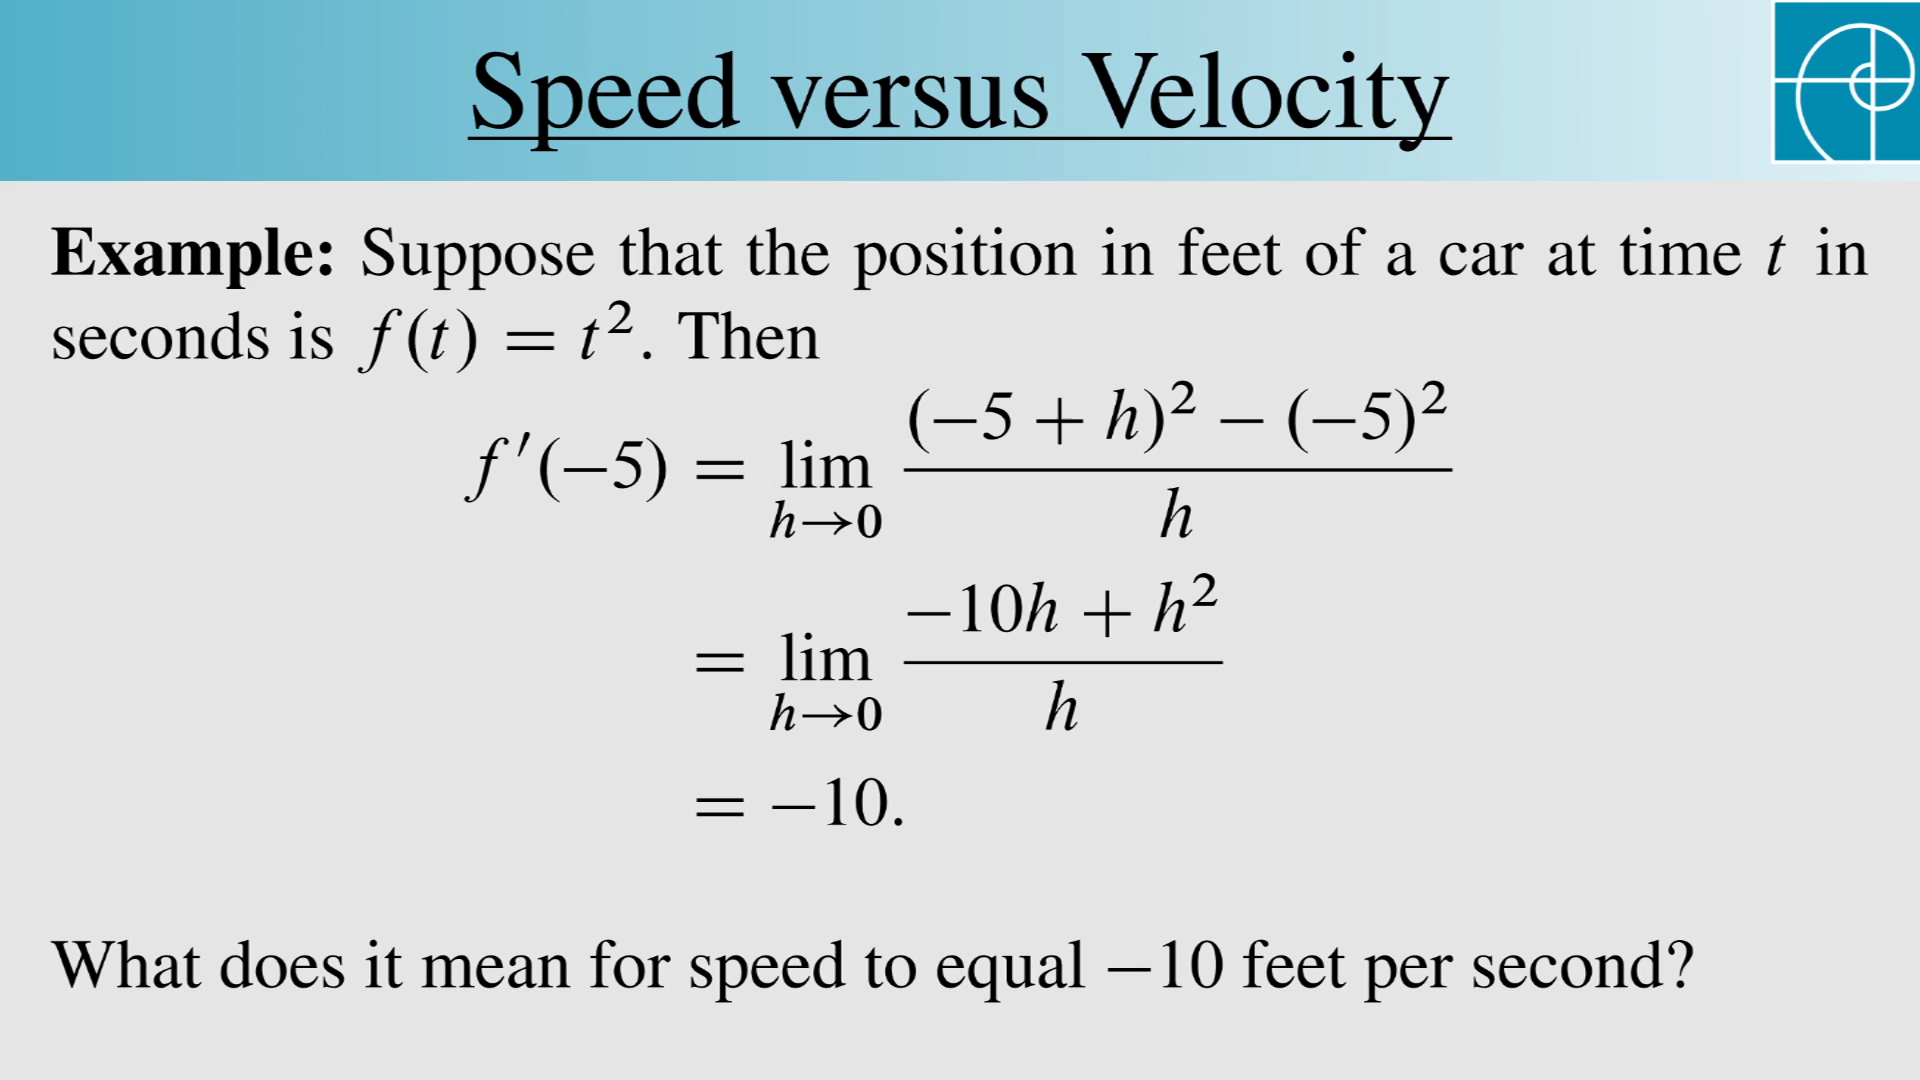 Speed versus Velocity
Example: Suppose that the position in feet of a car at time t in
seconds is f(t) = t². Then
f′(−5) = lim_{h→0} \frac{(−5 + h)² − (−5)²}{h}
= lim_{h→0} \frac{−10h + h²}{h}
= −10.
What does it mean for speed to equal −10 feet per second?